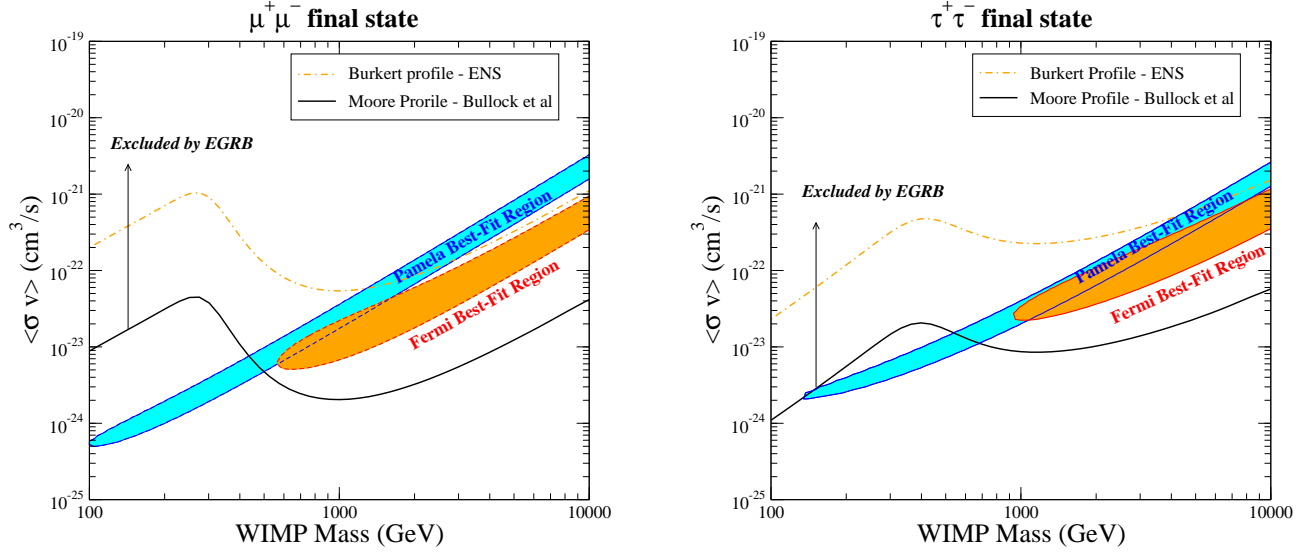 μ⁺μ⁻ final state
10⁻¹⁹
10⁻²⁰
10⁻²¹
10⁻²²
10⁻²³
10⁻²⁴
10⁻²⁵
<σ v> (cm³/s)
Burkert profile - ENS
Moore Prorile - Bullock et al
Excluded by EGRB
Pamela Best-Fit Region
Fermi Best-Fit Region
100
1000
10000
WIMP Mass (GeV)
τ⁺τ⁻ final state
10⁻¹⁹
10⁻²⁰
10⁻²¹
10⁻²²
10⁻²³
10⁻²⁴
10⁻²⁵
<σ v> (cm³/s)
Burkert Profile - ENS
Moore Profile - Bullock et al
Excluded by EGRB
Pamela Best-Fit Region
Fermi Best-Fit Region
100
1000
10000
WIMP Mass (GeV)